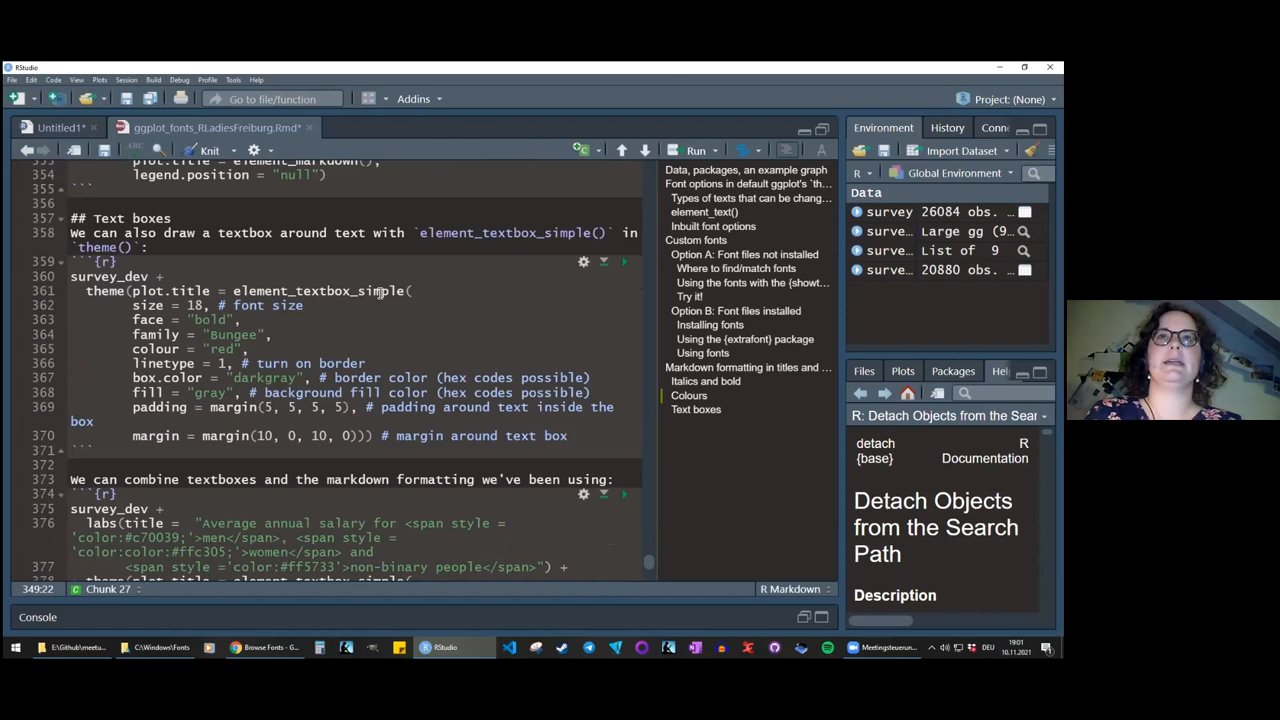 RStudio
File Edit Code View Plots Session Build Debug Profile Tools Help
Go to file/function
Addins
Project: (None)
Untitled1*
ggplot_fonts_RLadiesFreiburg.Rmd*
Knit
Run
354 legend.position = "null")
355 ```
356
357 ## Text boxes
358 We can also draw a textbox around text with `element_textbox_simple()` in
`theme()`:
359 ```{r}
360 survey_dev +
361 theme(plot.title = element_textbox_simple(
362 size = 18, # font size
363 face = "bold",
364 family = "Bungee",
365 colour = "red",
366 linetype = 1, # turn on border
367 box.color = "darkgray", # border color (hex codes possible)
368 fill = "gray", # background fill color (hex codes possible)
369 padding = margin(5, 5, 5, 5), # padding around text inside the
box
370 margin = margin(10, 0, 10, 0))) # margin around text box
371 ```
372
373 We can combine textboxes and the markdown formatting we've been using:
374 ```{r}
375 survey_dev +
376 labs(title = "Average annual salary for <span style =
'color:#c70039;'>men</span>, <span style =
'color:color:#ffc305;'>women</span> and
377 <span style ='color:#ff5733'>non-binary people</span>") +
349:22
Chunk 27
R Markdown
Console
Data, packages, an example graph
Font options in default ggplot's `th...
Types of texts that can be chang...
element_text()
Inbuilt font options
Custom fonts
Option A: Font files not installed
Where to find/match fonts
Using the fonts with the {showt...
Try it!
Option B: Font files installed
Installing fonts
Using the {extrafont} package
Using fonts
Markdown formatting in titles and ...
Italics and bold
Colours
Text boxes
Environment History Conn
Import Dataset
R Global Environment
Data
survey 26084 obs. ...
surve... Large gg (9...
surve... List of 9
surve... 20880 obs. ...
Files Plots Packages Hel
R: Detach Objects from the Sear
detach
{base}
R
Documentation
Detach Objects
from the Search
Path
Description
E:\Github\meetu...
C:\Windows\Fonts
Browse Fonts - G...
RStudio
Meetingsteuerun...
DEU
19:01
10.11.2021